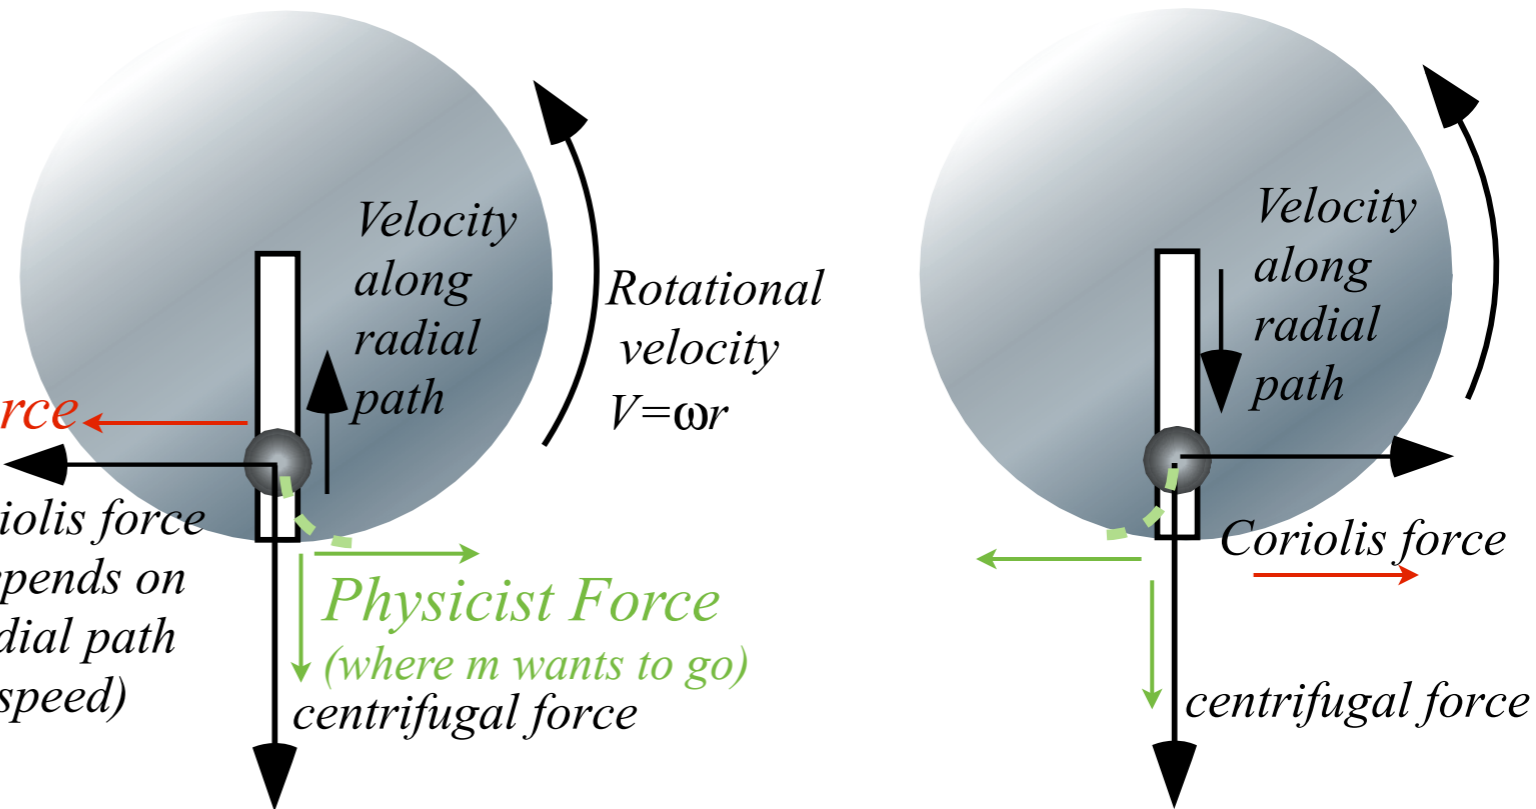 Velocity
along
radial
path
Rotational
velocity
V=ωr
rce
iolis force
pends on
dial path
speed)
Physicist Force
(where m wants to go)
centrifugal force
Velocity
along
radial
path
Coriolis force
centrifugal force